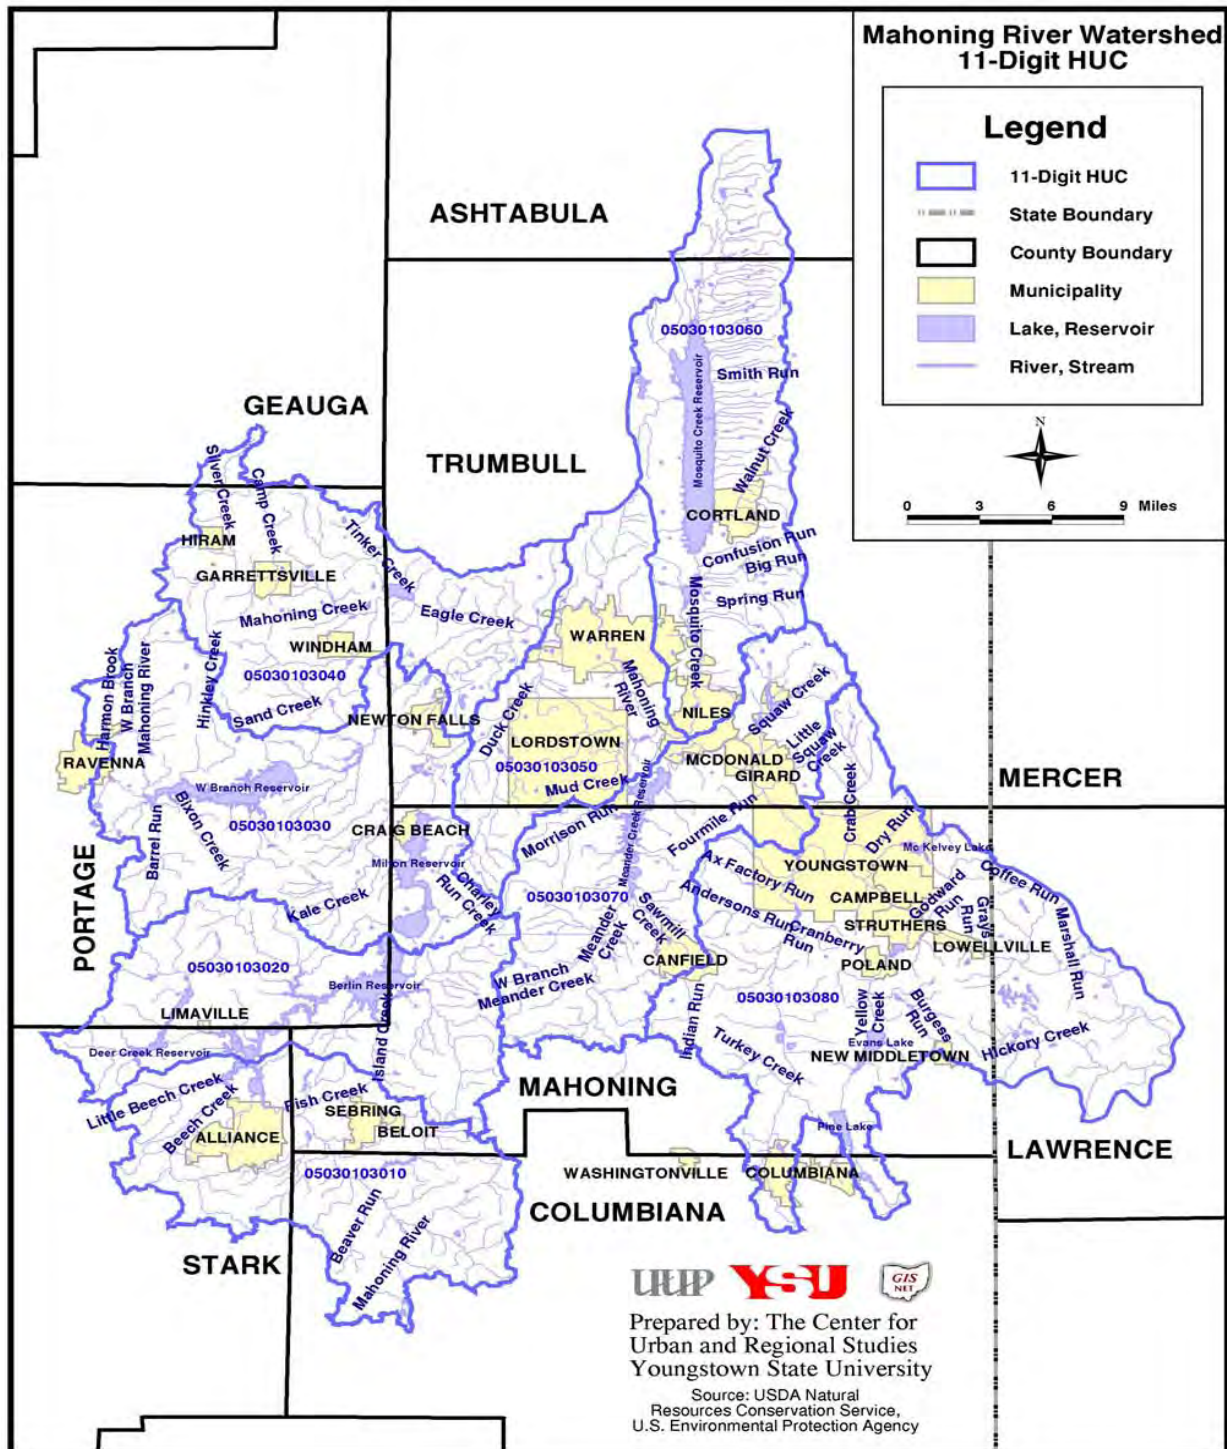 Mahoning River Watershed
11-Digit HUC
Legend
11-Digit HUC
State Boundary
County Boundary
Municipality
Lake, Reservoir
River, Stream
N
0 3 6 9 Miles
ASHTABULA
05030103060
Smith Run
Mosquito Creek Reservoir
GEAUGA
TRUMBULL
Walnut Creek
Silver Creek
Camp Creek
CORTLAND
Tinker Creek
HIRAM
Confusion Run
Big Run
GARRETTSVILLE
Mosquito Creek
Spring Run
Mahoning Creek
Eagle Creek
WARREN
WINDHAM
Harmon Brook
W Branch
Mahoning River
Hinkley Creek
05030103040
Mahoning
River
Squaw Creek
Sand Creek
NEWTON FALLS
Duck Creek
NILES
Little
Squaw
Creek
LORDSTOWN
RAVENNA
MCDONALD
GIRARD
05030103050
MERCER
W Branch Reservoir
Mud Creek
Meander Creek Reservoir
Crab Creek
Barrel Run
Bixon Creek
05030103030
CRAIG BEACH
Morrison Run
Fourmile Run
Dry Run
Mc Kelvey Lake
Milton Reservoir
Ax Factory Run
YOUNGSTOWN
Coffee Run
PORTAGE
Kale Creek
Charley
Run Creek
05030103070
Andersons Run
CAMPBELL
Godward
Run
Grays
Run
Marshall Run
Sawmill
Creek
Meander
Creek
Cranberry
Run
STRUTHERS
LOWELLVILLE
05030103020
CANFIELD
POLAND
W Branch
Meander Creek
Berlin Reservoir
05030103080
LIMAVILLE
Island Creek
Indian Run
Yellow
Creek
Burgess
Run
Deer Creek Reservoir
Turkey Creek
Evans Lake
NEW MIDDLETOWN
Hickory Creek
Little Beech Creek
Beech Creek
Fish Creek
MAHONING
SEBRING
BELOIT
ALLIANCE
Pine Lake
LAWRENCE
05030103010
WASHINGTONVILLE
COLUMBIANA
Beaver Run
Mahoning River
COLUMBIANA
STARK
YSU
GIS
NET
Prepared by: The Center for
Urban and Regional Studies
Youngstown State University
Source: USDA Natural
Resources Conservation Service,
U.S. Environmental Protection Agency